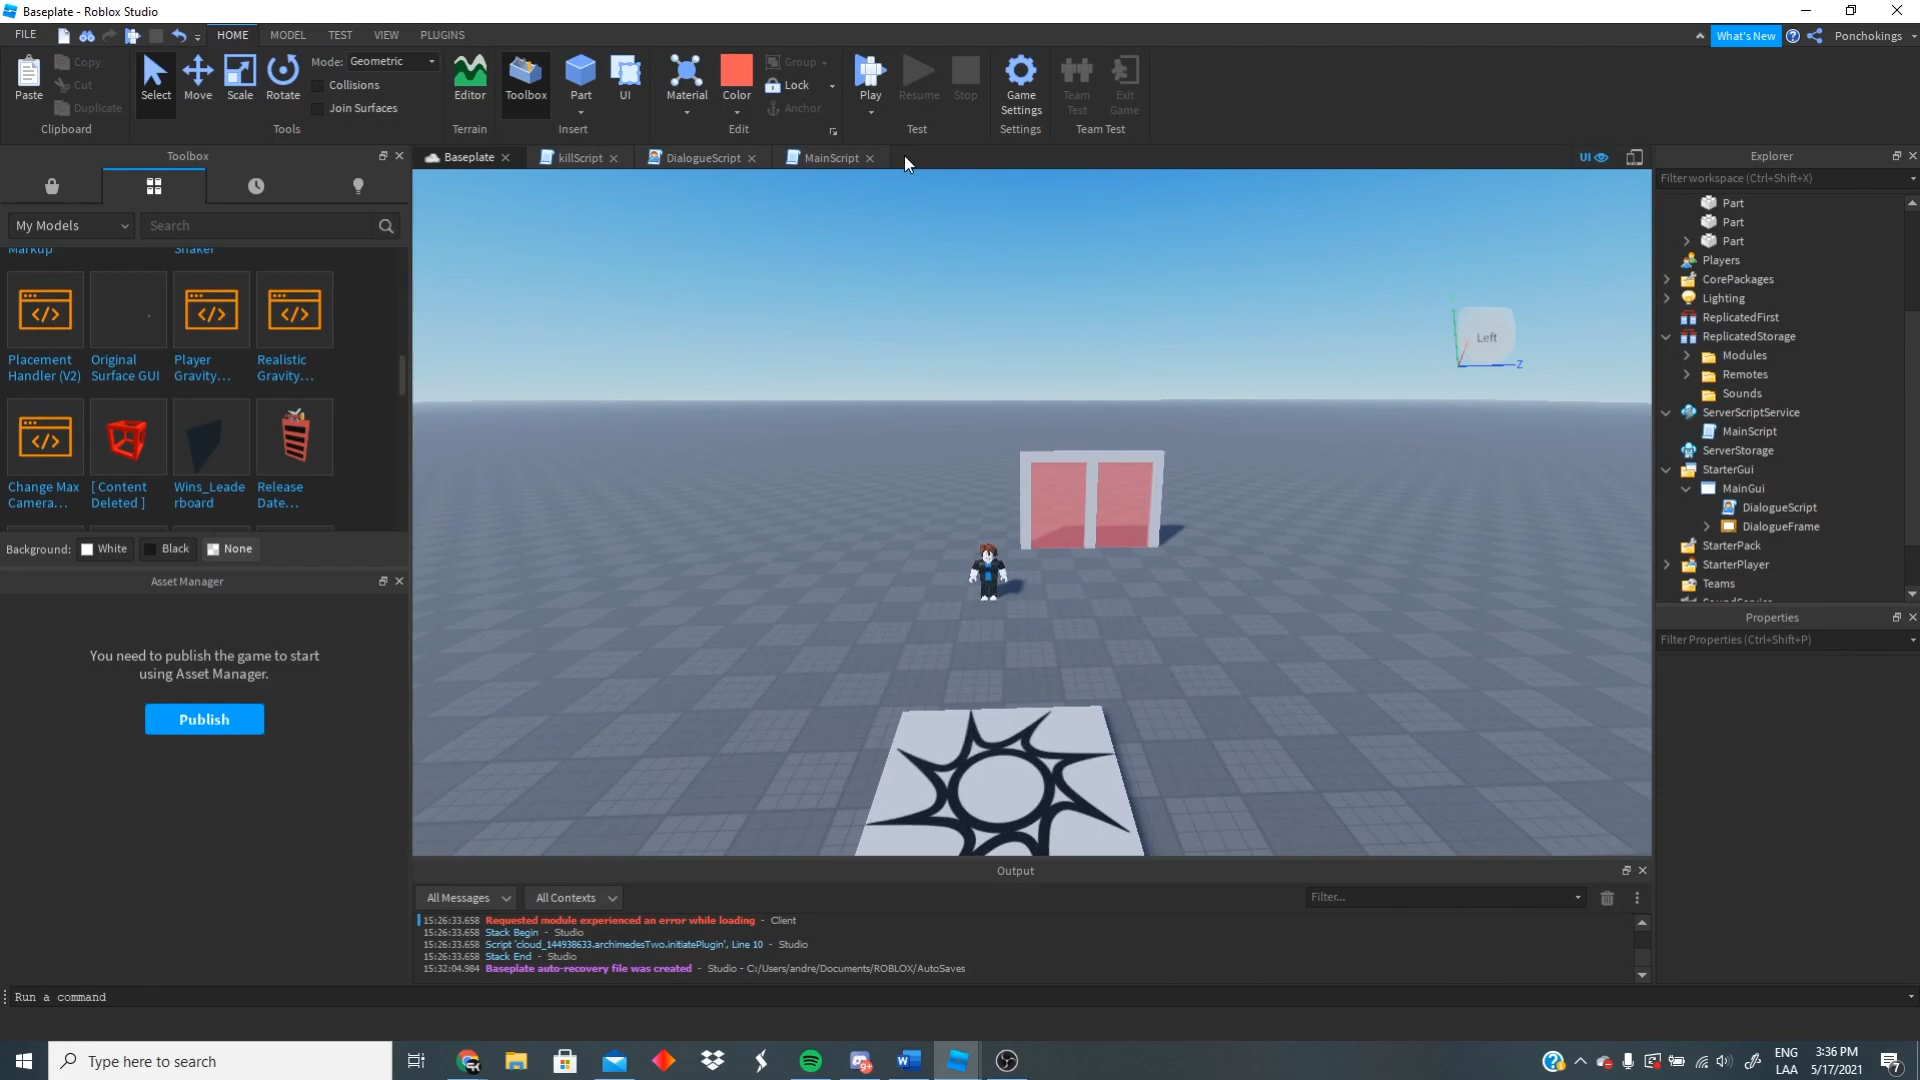 Baseplate - Roblox Studio
FILE HOME MODEL TEST VIEW PLUGINS
What's New Ponchokings
Paste Copy Cut Duplicate Clipboard
Select Move Scale Rotate Mode: Geometric Collisions Join Surfaces Tools
Editor Terrain
Toolbox Part UI Insert
Material Color Group Lock Anchor Edit
Play Resume Stop Test
Game Settings Settings
Team Test Exit Game Team Test
Toolbox
Baseplate killScript DialogueScript MainScript
UI
My Models Search
Markup Shaker
Placement Original Player Realistic
Handler (V2) Surface GUI Gravity... Gravity...
Change Max [ Content Wins_Leade Release
Camera... Deleted ] rboard Date...
Background: White Black None
Asset Manager
You need to publish the game to start
using Asset Manager.
Publish
Left
Z
Explorer
Filter workspace (Ctrl+Shift+X)
Part
Part
Part
Players
CorePackages
Lighting
ReplicatedFirst
ReplicatedStorage
Modules
Remotes
Sounds
ServerScriptService
MainScript
ServerStorage
StarterGui
MainGui
DialogueScript
DialogueFrame
StarterPack
StarterPlayer
Teams
SoundService
Properties
Filter Properties (Ctrl+Shift+P)
Output
All Messages All Contexts Filter...
15:26:33.658 Requested module experienced an error while loading - Client
15:26:33.658 Stack Begin - Studio
15:26:33.658 Script 'cloud_144938633.archimedesTwo.initiatePlugin', Line 10 - Studio
15:26:33.658 Stack End - Studio
15:32:04.984 Baseplate auto-recovery file was created - Studio - C:/Users/andre/Documents/ROBLOX/AutoSaves
Run a command
Type here to search
9+
ENG
LAA
3:36 PM
5/17/2021
7